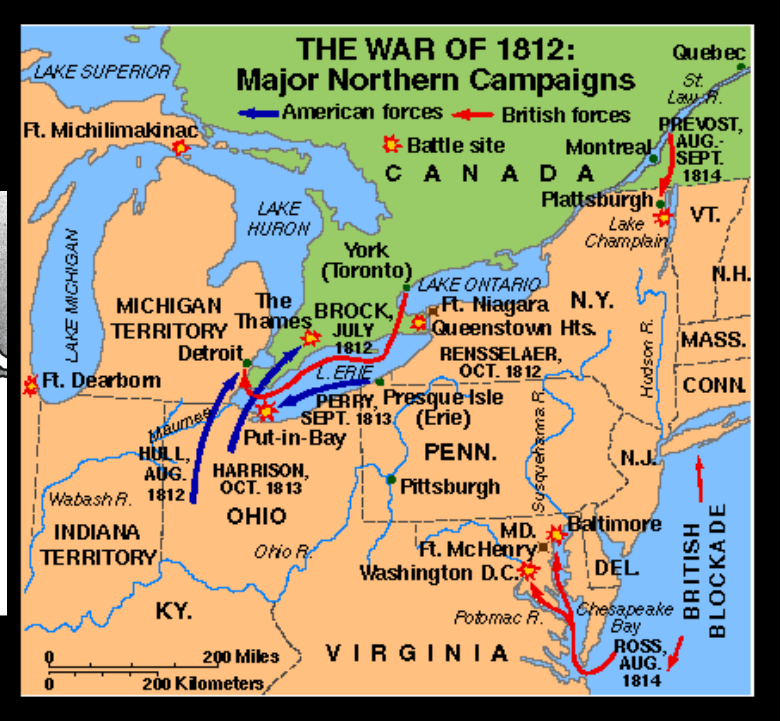 THE WAR OF 1812:
Major Northern Campaigns
American forces
British forces
Battle site
LAKE SUPERIOR
Ft. Michilimakinac
Quebec
St.
Law. R.
PREVOST,
AUG.-
SEPT.
1814
Montreal
C A N A D A
Plattsburgh
Lake
Champlain
VT.
N.H.
LAKE
HURON
LAKE MICHIGAN
York
(Toronto)
LAKE ONTARIO
MICHIGAN
TERRITORY
The
Thames
BROCK,
JULY
1812
Ft. Niagara
Queenstown Hts.
N.Y.
RENSSELAER,
OCT. 1812
Hudson R.
MASS.
CONN.
Detroit
L. ERIE
Ft. Dearborn
PERRY,
SEPT. 1813
Presque Isle
(Erie)
Maumee
Put-in-Bay
HULL,
AUG.
1812
HARRISON,
OCT. 1813
PENN.
Susquehanna R.
N.J.
Pittsburgh
Wabash R.
OHIO
INDIANA
TERRITORY
Ohio R.
MD.
Baltimore
Ft. McHenry
Washington D.C.
DEL.
BRITISH
BLOCKADE
KY.
Potomac R.
Chesapeake
Bay
ROSS,
AUG.
1814
VIRGINIA
0 200 Miles
0 200 Kilometers